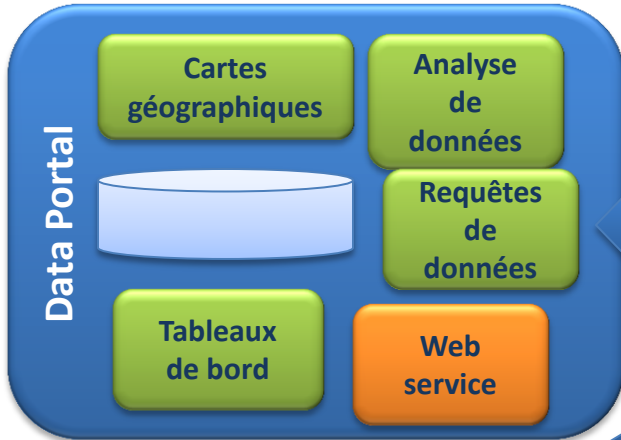 Data Portal
Cartes
géographiques
Analyse
de
données
Requêtes
de
données
Tableaux
de bord
Web
service